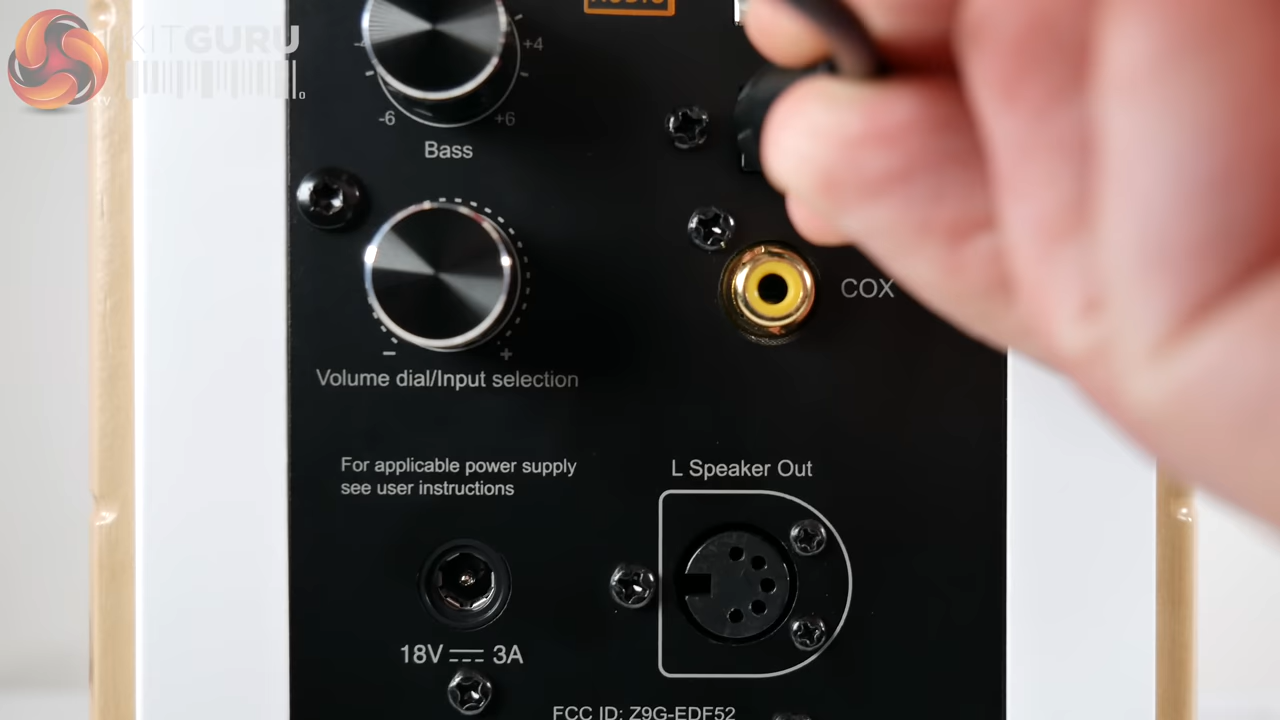 KITGURU
AUDIO
+4
-6
+6
Bass
COX
− +
Volume dial/Input selection
For applicable power supply
see user instructions
L Speaker Out
18V 3A
FCC ID: Z9G-EDF52